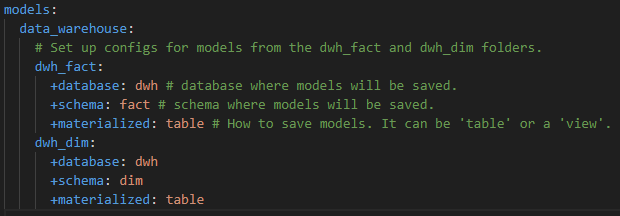 models:
  data_warehouse:
    # Set up configs for models from the dwh_fact and dwh_dim folders.
    dwh_fact:
      +database: dwh # database where models will be saved.
      +schema: fact # schema where models will be saved.
      +materialized: table # How to save models. It can be 'table' or a 'view'.
    dwh_dim:
      +database: dwh
      +schema: dim
      +materialized: table